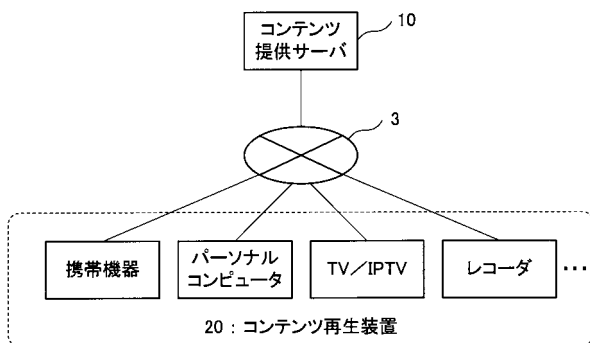 コンテンツ
提供サーバ
10
3
携帯機器
パーソナル
コンピュータ
TV／IPTV
レコーダ
･･･
20：コンテンツ再生装置